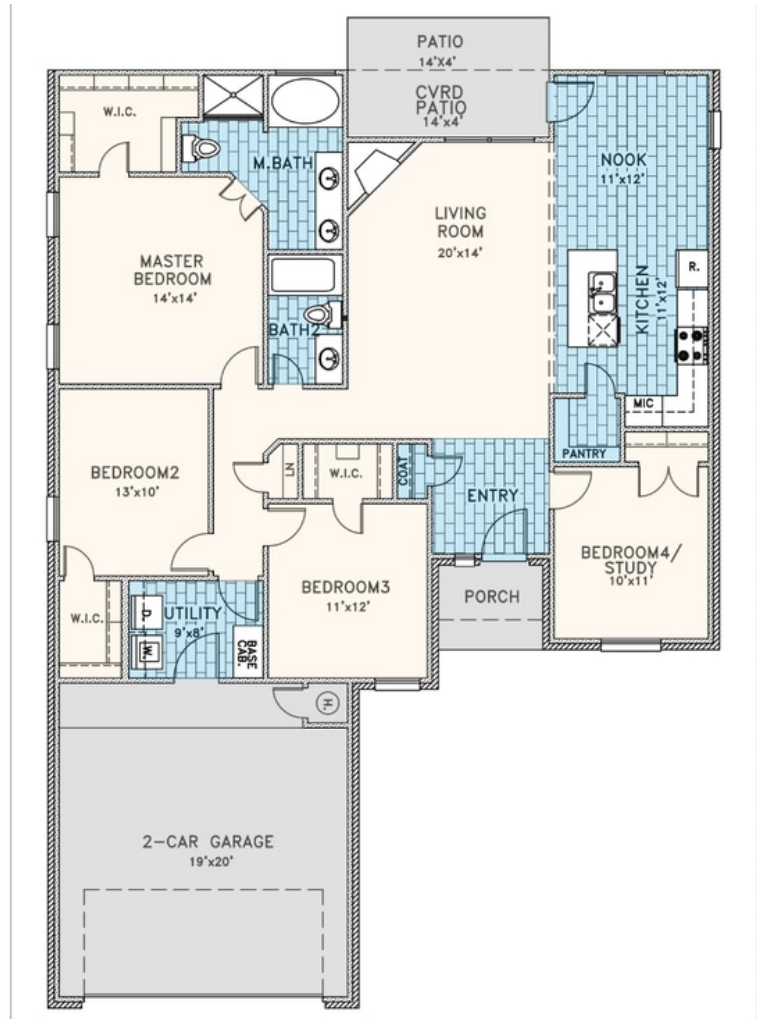 PATIO
14'X4'
CVRD
PATIO
14'x4'
W.I.C.
M.BATH
NOOK
11'x12'
LIVING
ROOM
20'x14'
MASTER
BEDROOM
14'x14'
R.
KITCHEN
11'x12'
BATH2
MIC
PANTRY
BEDROOM2
13'x10'
LN
W.I.C.
COAT
ENTRY
BEDROOM4/
STUDY
10'x11'
BEDROOM3
11'x12'
PORCH
W.I.C.
D.
UTILITY
9'x8'
W.
BASE
CAB.
H.
2-CAR GARAGE
19'x20'